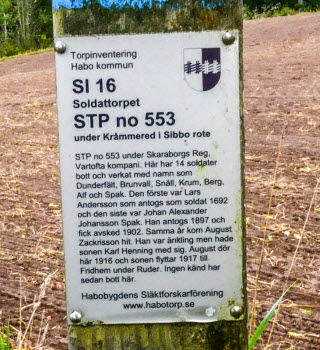 Torpinventering
Habo kommun
SI 16
Soldattorpet
STP no 553
under Kråmmered i Sibbo rote
STP no 553 under Skaraborgs Reg,
Vartofta kompani. Här har 14 soldater
bott och verkat med namn som
Dunderfält, Brunvall, Snåll, Krum, Berg,
Alf och Spak. Den förste var Lars
Andersson som antogs som soldat 1692
och den siste var Johan Alexander
Johansson Spak. Han antogs 1897 och
fick avsked 1902. Samma år kom August
Zackrisson hit. Han var änkling men hade
sonen Karl Henning med sig. August dör
här 1916 och sonen flyttar 1917 till
Fridhem under Ruder. Ingen känd har
sedan bott här.
Habobygdens Släktforskarförening
www.habotorp.se